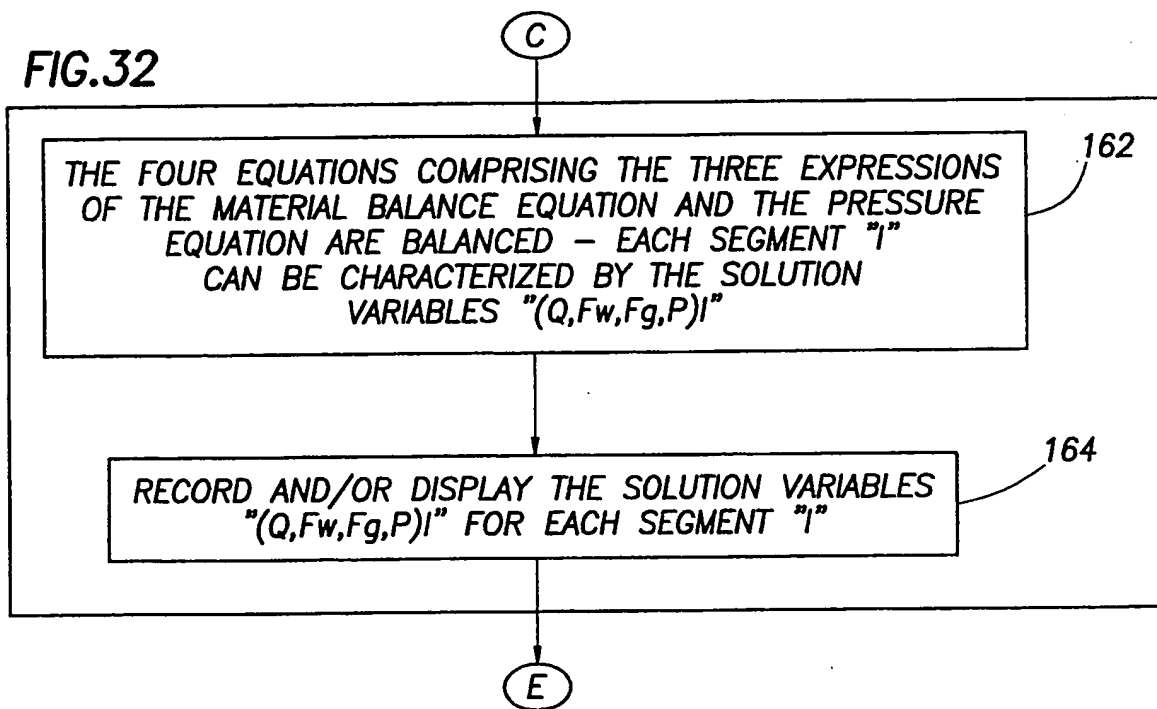 C
FIG.32
162
THE FOUR EQUATIONS COMPRISING THE THREE EXPRESSIONS
OF THE MATERIAL BALANCE EQUATION AND THE PRESSURE
EQUATION ARE BALANCED – EACH SEGMENT "I"
CAN BE CHARACTERIZED BY THE SOLUTION
VARIABLES "(Q,Fw,Fg,P)I"
164
RECORD AND/OR DISPLAY THE SOLUTION VARIABLES
"(Q,Fw,Fg,P)I" FOR EACH SEGMENT "I"
E